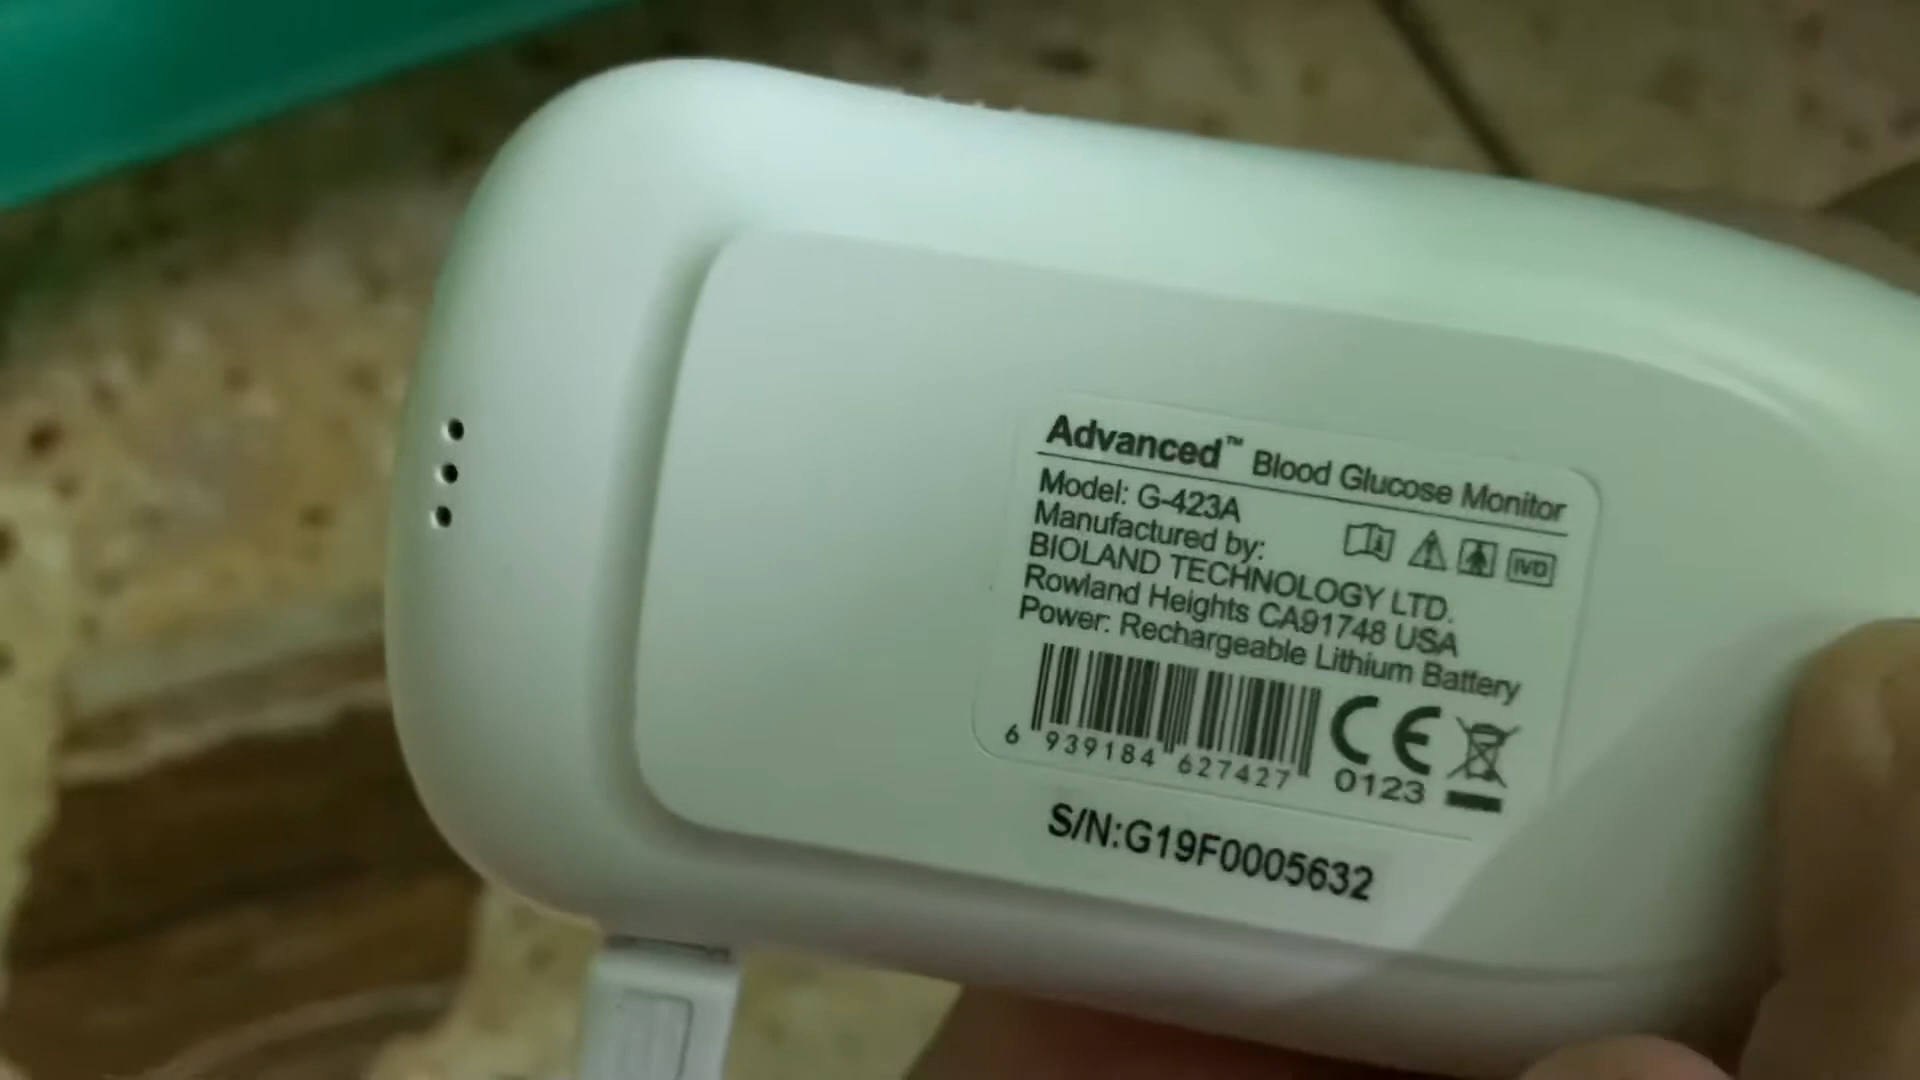 Advanced™ Blood Glucose Monitor
Model: G-423A
Manufactured by:
BIOLAND TECHNOLOGY LTD.
Rowland Heights CA91748 USA
Power: Rechargeable Lithium Battery
IVD
6 939184 627427
CE
0123
S/N:G19F0005632